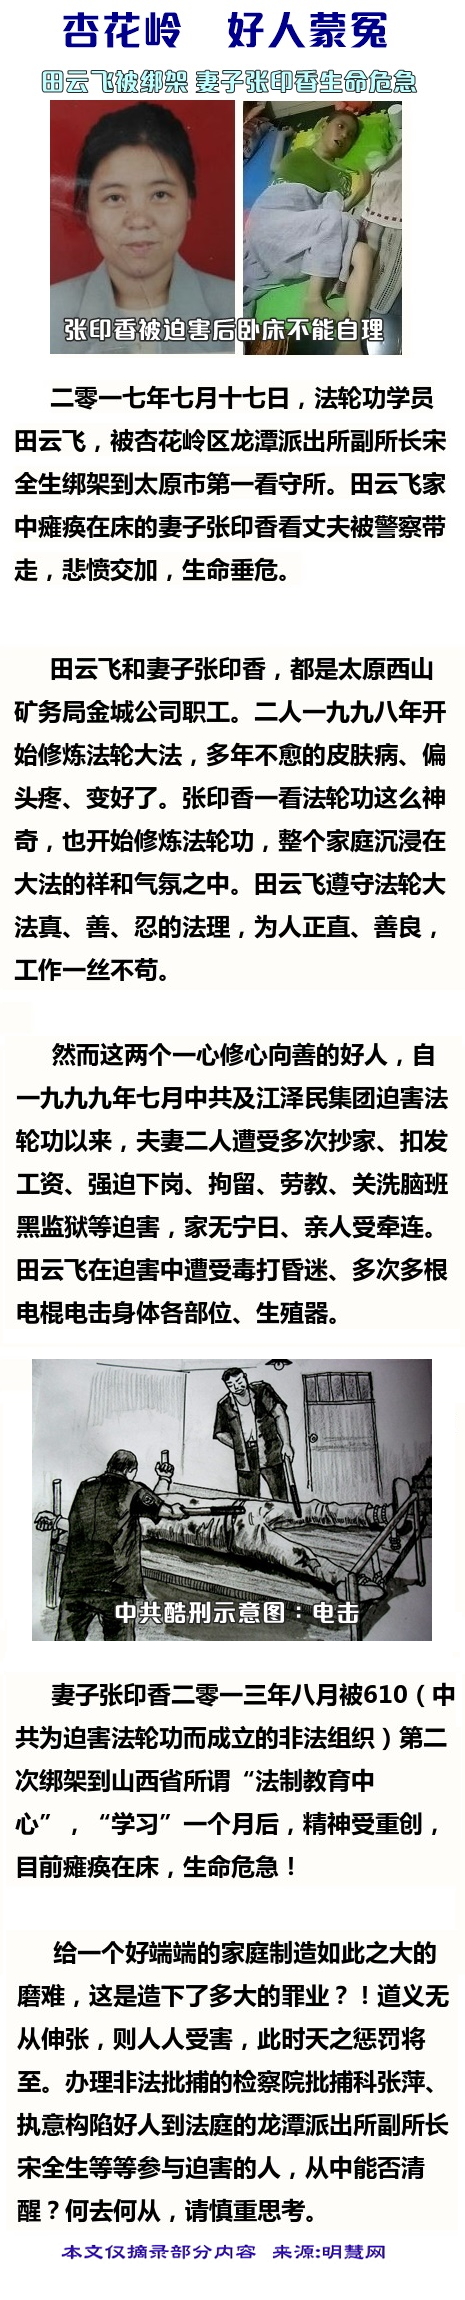 杏花岭 好人蒙冤
田云飞被绑架 妻子张印香生命危急
张印香被迫害后卧床不能自理
二零一七年七月十七日，法轮功学员
田云飞，被杏花岭区龙潭派出所副所长宋
全生绑架到太原市第一看守所。田云飞家
中瘫痪在床的妻子张印香看丈夫被警察带
走，悲愤交加，生命垂危。
田云飞和妻子张印香，都是太原西山
矿务局金城公司职工。二人一九九八年开
始修炼法轮大法，多年不愈的皮肤病、偏
头疼、变好了。张印香一看法轮功这么神
奇，也开始修炼法轮功，整个家庭沉浸在
大法的祥和气氛之中。田云飞遵守法轮大
法真、善、忍的法理，为人正直、善良，
工作一丝不苟。
然而这两个一心修心向善的好人，自
一九九九年七月中共及江泽民集团迫害法
轮功以来，夫妻二人遭受多次抄家、扣发
工资、强迫下岗、拘留、劳教、关洗脑班
黑监狱等迫害，家无宁日、亲人受牵连。
田云飞在迫害中遭受毒打昏迷、多次多根
电棍电击身体各部位、生殖器。
中共酷刑示意图：电击
妻子张印香二零一三年八月被610（中
共为迫害法轮功而成立的非法组织）第二
次绑架到山西省所谓“法制教育中
心”，“学习”一个月后，精神受重创，
目前瘫痪在床，生命危急！
给一个好端端的家庭制造如此之大的
磨难，这是造下了多大的罪业？！道义无
从伸张，则人人受害，此时天之惩罚将
至。办理非法批捕的检察院批捕科张萍、
执意构陷好人到法庭的龙潭派出所副所长
宋全生等等参与迫害的人，从中能否清
醒？何去何从，请慎重思考。
本文仅摘录部分内容 来源:明慧网